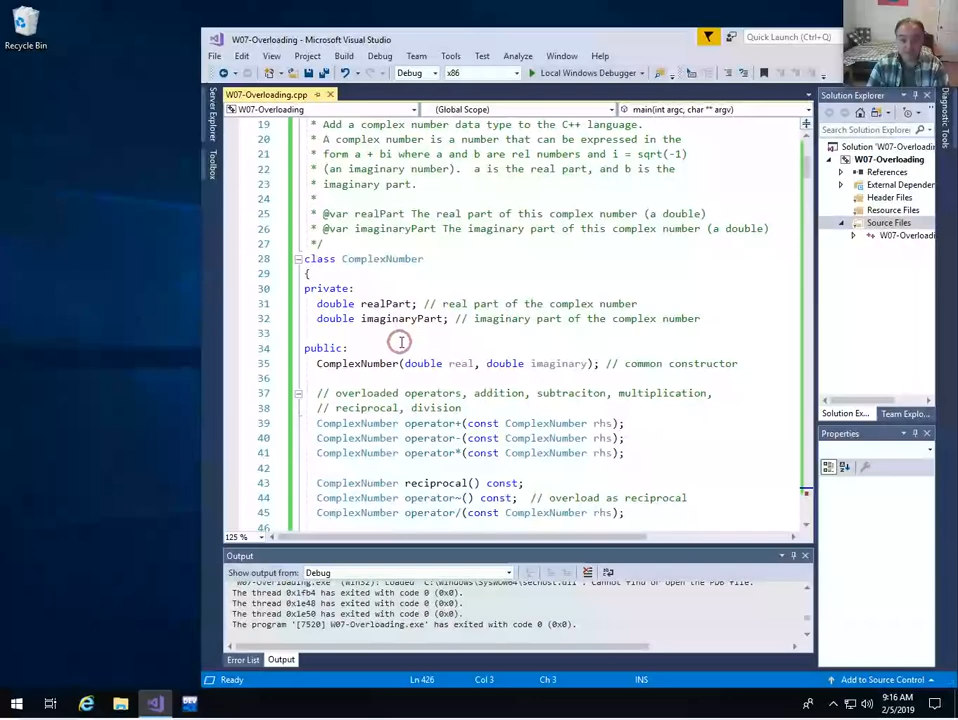 Recycle Bin
W07-Overloading - Microsoft Visual Studio
Quick Launch (Ctrl+Q)
File Edit View Project Build Debug Team Tools Test Analyze Window Help
Debug x86 Local Windows Debugger
Server Explorer
Toolbox
W07-Overloading.cpp
W07-Overloading (Global Scope) main(int argc, char ** argv)
19 * Add a complex number data type to the C++ language.
20 * A complex number is a number that can be expressed in the
21 * form a + bi where a and b are rel numbers and i = sqrt(-1)
22 * (an imaginary number).  a is the real part, and b is the
23 * imaginary part.
24 *
25 * @var realPart The real part of this complex number (a double)
26 * @var imaginaryPart The imaginary part of this complex number (a double)
27 */
28 class ComplexNumber
29 {
30 private:
31 double realPart; // real part of the complex number
32 double imaginaryPart; // imaginary part of the complex number
33
34 public:
35 ComplexNumber(double real, double imaginary); // common constructor
36
37 // overloaded operators, addition, subtraciton, multiplication,
38 // reciprocal, division
39 ComplexNumber operator+(const ComplexNumber rhs);
40 ComplexNumber operator-(const ComplexNumber rhs);
41 ComplexNumber operator*(const ComplexNumber rhs);
42
43 ComplexNumber reciprocal() const;
44 ComplexNumber operator~() const;  // overload as reciprocal
45 ComplexNumber operator/(const ComplexNumber rhs);
46
125 %
Solution Explorer
Search Solution Explorer
Solution 'W07-Overloa
W07-Overloading
References
External Depender
Header Files
Resource Files
Source Files
W07-Overloadi
Solution Ex... Team Explo...
Properties
Diagnostic Tools
Output
Show output from: Debug
'W07-Overloading.exe' (Win32): Loaded 'C:\Windows\SysWOW64\sechost.dll'. Cannot find or open the PDB file.
The thread 0x1fb4 has exited with code 0 (0x0).
The thread 0x1e48 has exited with code 0 (0x0).
The thread 0x1e50 has exited with code 0 (0x0).
The program '[7520] W07-Overloading.exe' has exited with code 0 (0x0).
Error List Output
Ready Ln 426 Col 3 Ch 3 INS Add to Source Control
DEV
9:16 AM
2/5/2019